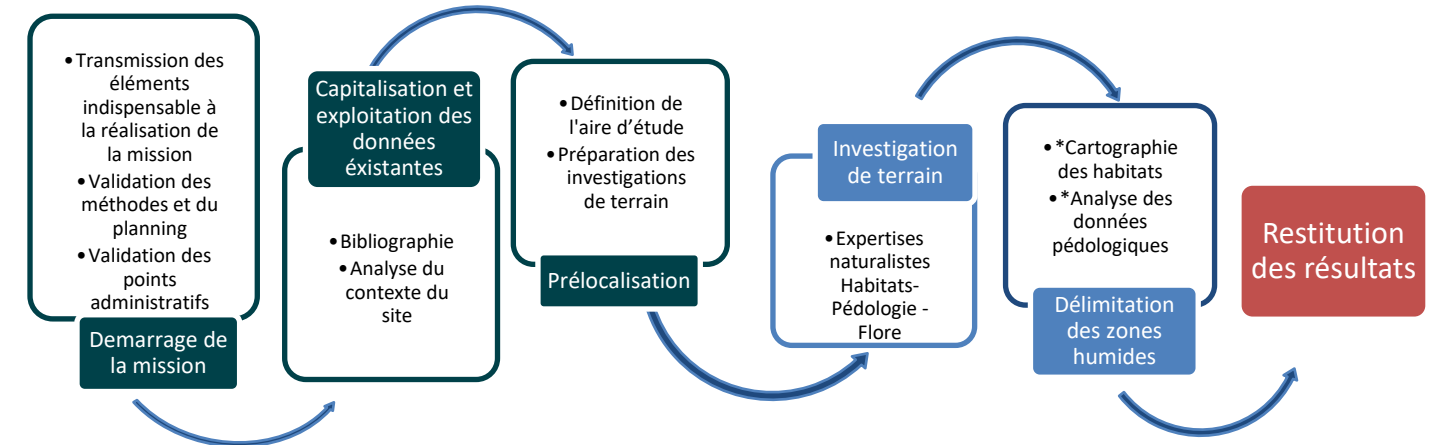 •Transmission des
éléments
indispensable à
la réalisation de
la mission
•Validation des
méthodes et du
planning
•Validation des
points
administratifs
Demarrage de
la mission
Capitalisation et
exploitation des
données
éxistantes
•Bibliographie
•Analyse du
contexte du
site
•Définition de
l'aire d’étude
•Préparation des
investigations
de terrain
Prélocalisation
Investigation
de terrain
•Expertises
naturalistes
Habitats-
Pédologie -
Flore
•*Cartographie
des habitats
•*Analyse des
données
pédologiques
Délimitation
des zones
humides
Restitution
des résultats